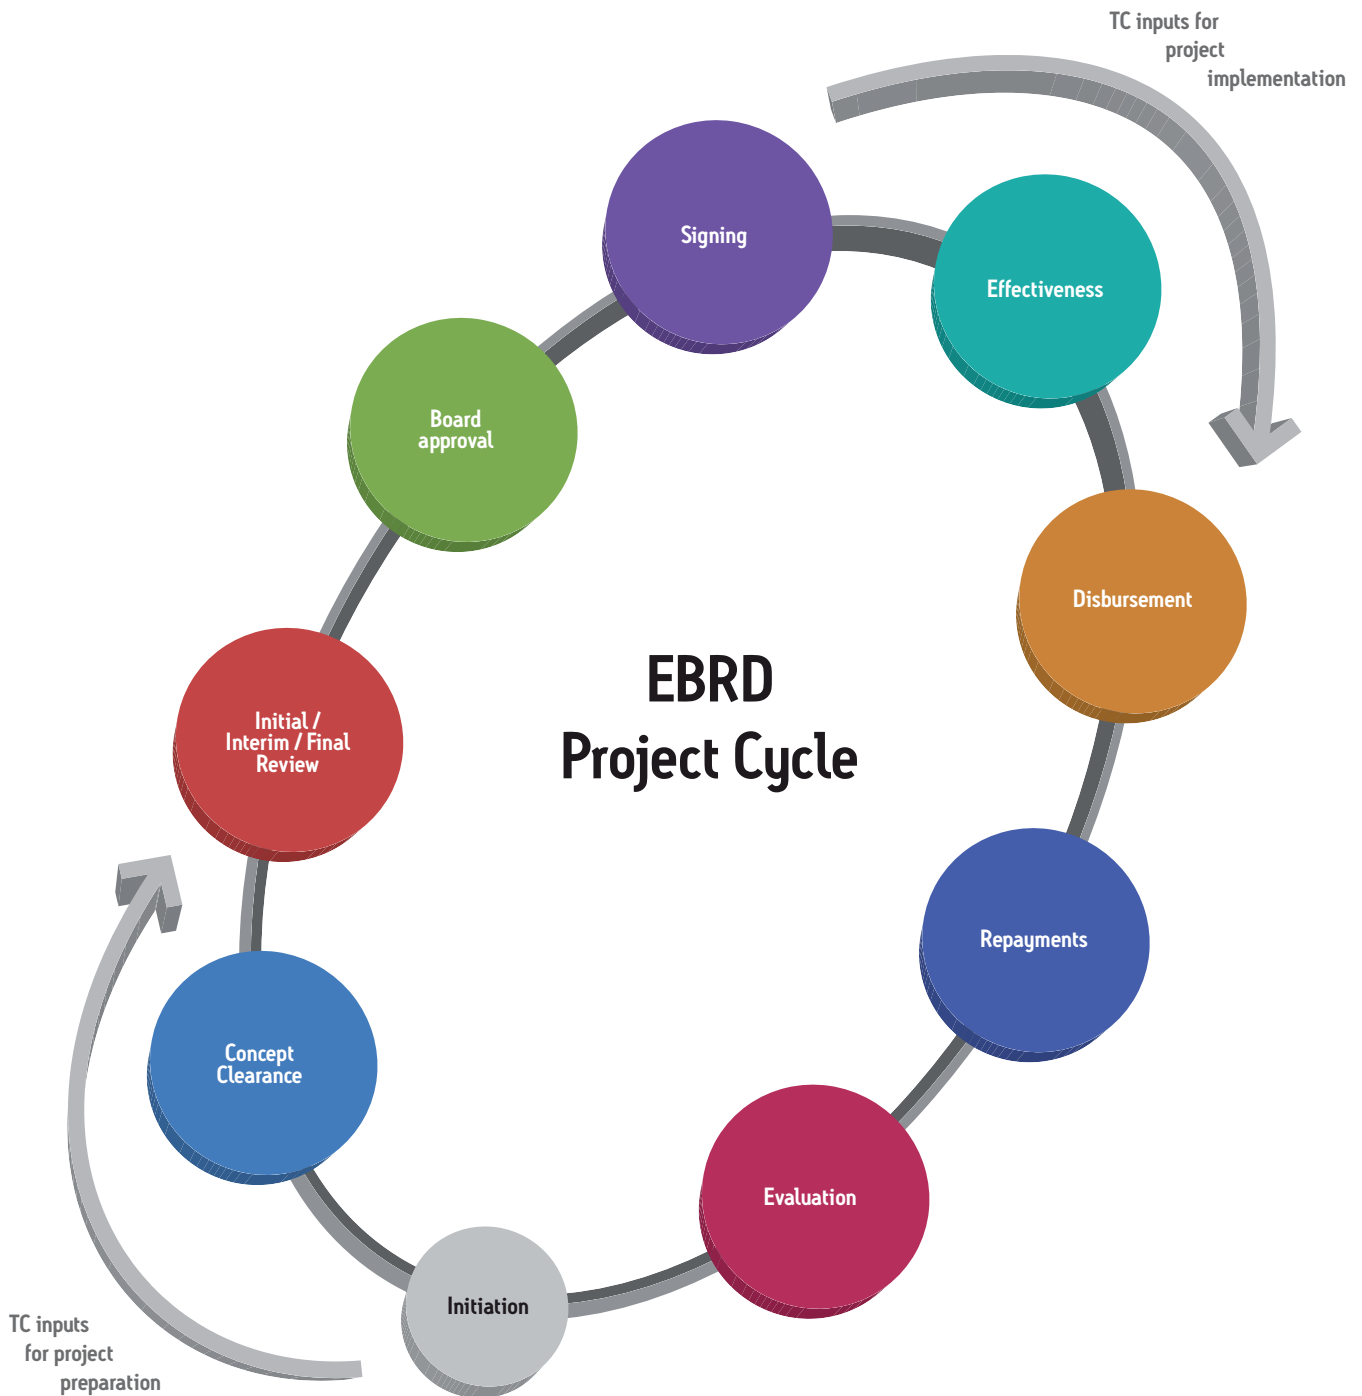 TC inputs for
project
implementation
Signing
Effectiveness
Board
approval
Disbursement
EBRD
Project Cycle
Initial /
Interim / Final
Review
Repayments
Concept
Clearance
Evaluation
Initiation
TC inputs
for project
preparation